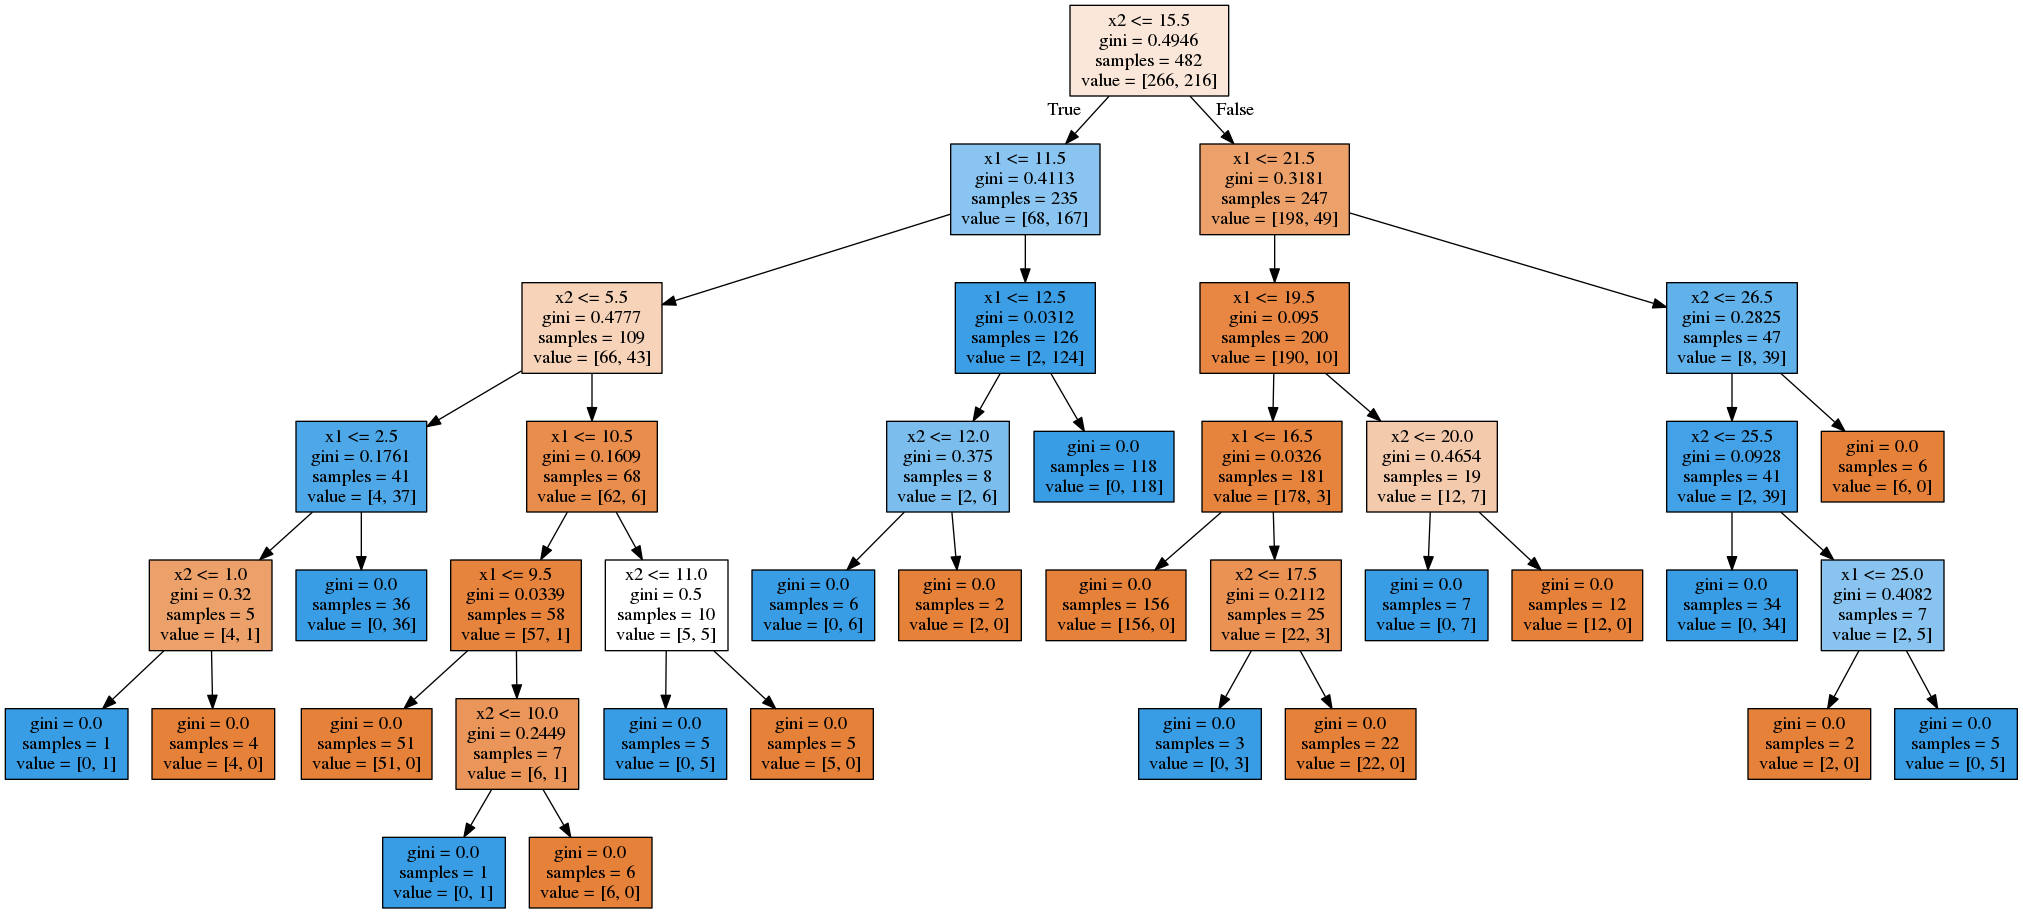 x2 <= 15.5
gini = 0.4946
samples = 482
value = [266, 216]
True
False
x1 <= 11.5
gini = 0.4113
samples = 235
value = [68, 167]
x1 <= 21.5
gini = 0.3181
samples = 247
value = [198, 49]
x2 <= 5.5
gini = 0.4777
samples = 109
value = [66, 43]
x1 <= 12.5
gini = 0.0312
samples = 126
value = [2, 124]
x1 <= 19.5
gini = 0.095
samples = 200
value = [190, 10]
x2 <= 26.5
gini = 0.2825
samples = 47
value = [8, 39]
x1 <= 2.5
gini = 0.1761
samples = 41
value = [4, 37]
x1 <= 10.5
gini = 0.1609
samples = 68
value = [62, 6]
x2 <= 12.0
gini = 0.375
samples = 8
value = [2, 6]
gini = 0.0
samples = 118
value = [0, 118]
x1 <= 16.5
gini = 0.0326
samples = 181
value = [178, 3]
x2 <= 20.0
gini = 0.4654
samples = 19
value = [12, 7]
x2 <= 25.5
gini = 0.0928
samples = 41
value = [2, 39]
gini = 0.0
samples = 6
value = [6, 0]
x2 <= 1.0
gini = 0.32
samples = 5
value = [4, 1]
gini = 0.0
samples = 36
value = [0, 36]
x1 <= 9.5
gini = 0.0339
samples = 58
value = [57, 1]
x2 <= 11.0
gini = 0.5
samples = 10
value = [5, 5]
gini = 0.0
samples = 6
value = [0, 6]
gini = 0.0
samples = 2
value = [2, 0]
gini = 0.0
samples = 156
value = [156, 0]
x2 <= 17.5
gini = 0.2112
samples = 25
value = [22, 3]
gini = 0.0
samples = 7
value = [0, 7]
gini = 0.0
samples = 12
value = [12, 0]
gini = 0.0
samples = 34
value = [0, 34]
x1 <= 25.0
gini = 0.4082
samples = 7
value = [2, 5]
gini = 0.0
samples = 1
value = [0, 1]
gini = 0.0
samples = 4
value = [4, 0]
gini = 0.0
samples = 51
value = [51, 0]
x2 <= 10.0
gini = 0.2449
samples = 7
value = [6, 1]
gini = 0.0
samples = 5
value = [0, 5]
gini = 0.0
samples = 5
value = [5, 0]
gini = 0.0
samples = 3
value = [0, 3]
gini = 0.0
samples = 22
value = [22, 0]
gini = 0.0
samples = 2
value = [2, 0]
gini = 0.0
samples = 5
value = [0, 5]
gini = 0.0
samples = 1
value = [0, 1]
gini = 0.0
samples = 6
value = [6, 0]